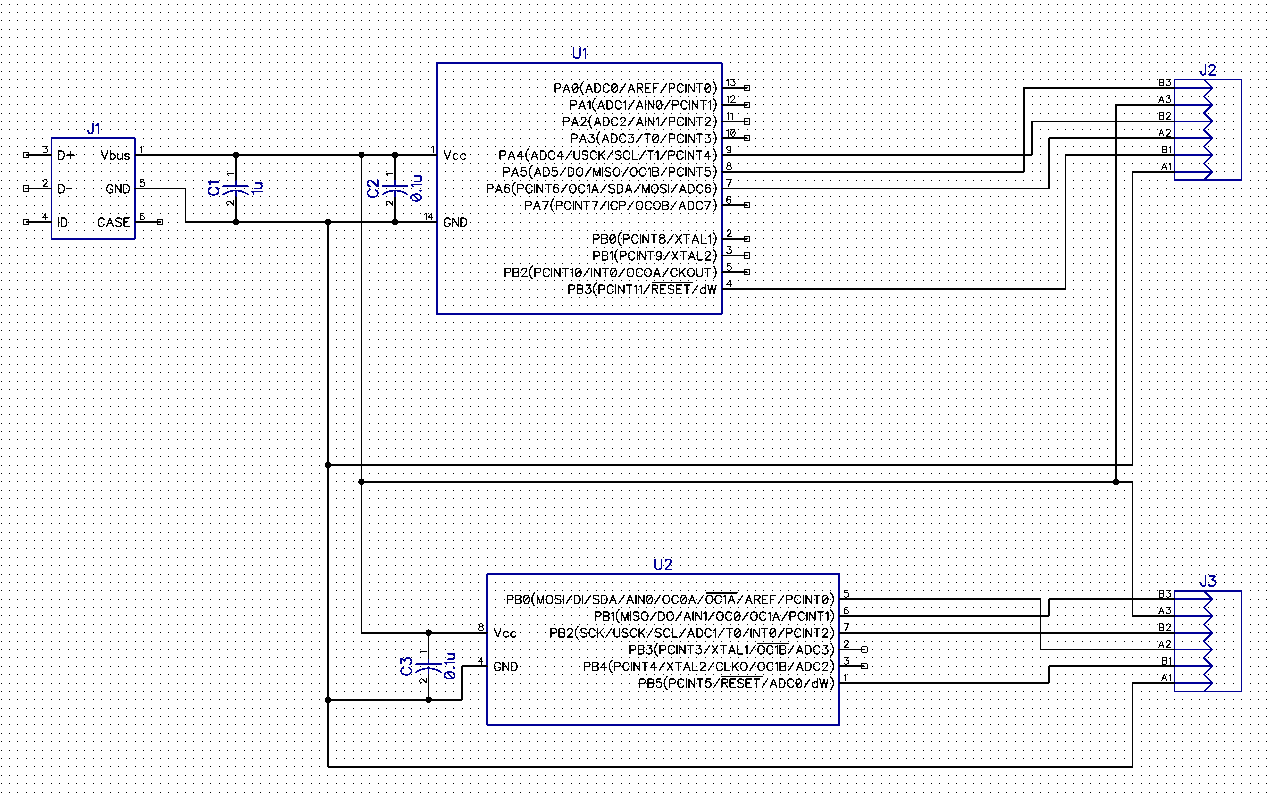 U1
J1
3 D+ Vbus 1
2 D- GND 5
4 ID CASE 6
C1 1u
1
2
C2 0.1u
1
2
1 Vcc
14 GND
PA0(ADC0/AREF/PCINT0) 13
PA1(ADC1/AIN0/PCINT1) 12
PA2(ADC2/AIN1/PCINT2) 11
PA3(ADC3/T0/PCINT3) 10
PA4(ADC4/USCK/SCL/T1/PCINT4) 9
PA5(AD5/DO/MISO/OC1B/PCINT5) 8
PA6(PCINT6/OC1A/SDA/MOSI/ADC6) 7
PA7(PCINT7/ICP/OCOB/ADC7) 6
PB0(PCINT8/XTAL1) 2
PB1(PCINT9/XTAL2) 3
PB2(PCINT10/INT0/OCOA/CKOUT) 5
PB3(PCINT11/RESET/dW 4
J2
B3
A3
B2
A2
B1
A1
U2
8 Vcc
4 GND
C3 0.1u
1
2
PB0(MOSI/DI/SDA/AIN0/OC0A/OC1A/AREF/PCINT0) 5
PB1(MISO/DO/AIN1/OC0/OC1A/PCINT1) 6
PB2(SCK/USCK/SCL/ADC1/T0/INT0/PCINT2) 7
PB3(PCINT3/XTAL1/OC1B/ADC3) 2
PB4(PCINT4/XTAL2/CLKO/OC1B/ADC2) 3
PB5(PCINT5/RESET/ADC0/dW) 1
J3
B3
A3
B2
A2
B1
A1